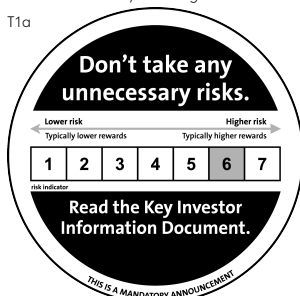 T1a
Don't take any
unnecessary risks.
Lower risk Higher risk
Typically lower rewards Typically higher rewards
1 2 3 4 5 6 7
risk indicator
Read the Key Investor
Information Document.
THIS IS A MANDATORY ANNOUNCEMENT